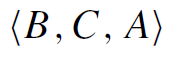 ⟨B, C, A⟩